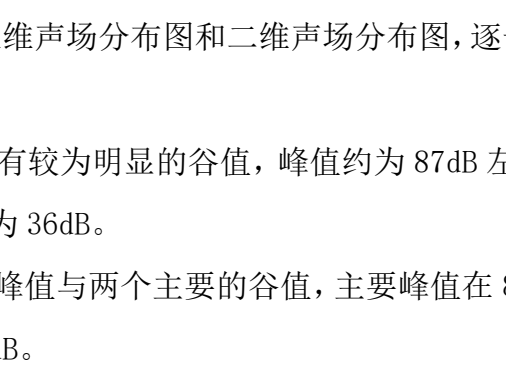 维声场分布图和二维声场分布图，逐
有较为明显的谷值，峰值约为 87dB 左
为 36dB。
峰值与两个主要的谷值，主要峰值在
dB。